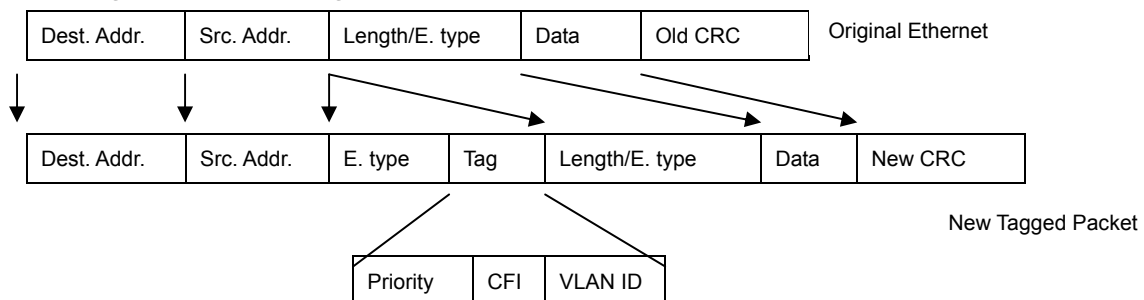 Dest. Addr. Src. Addr. Length/E. type Data Old CRC Original Ethernet
Dest. Addr. Src. Addr. E. type Tag Length/E. type Data New CRC
New Tagged Packet
Priority CFI VLAN ID